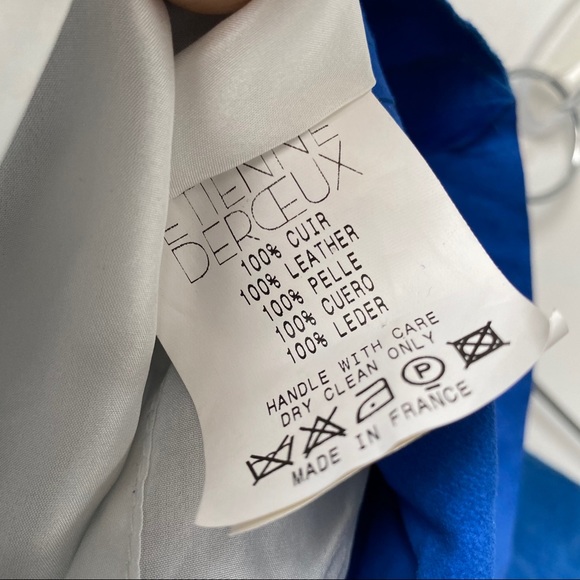 ETIENNE
DERŒUX
100% CUIR
100% LEATHER
100% PELLE
100% CUERO
100% LEDER
HANDLE WITH CARE
DRY CLEAN ONLY
P
MADE IN FRANCE